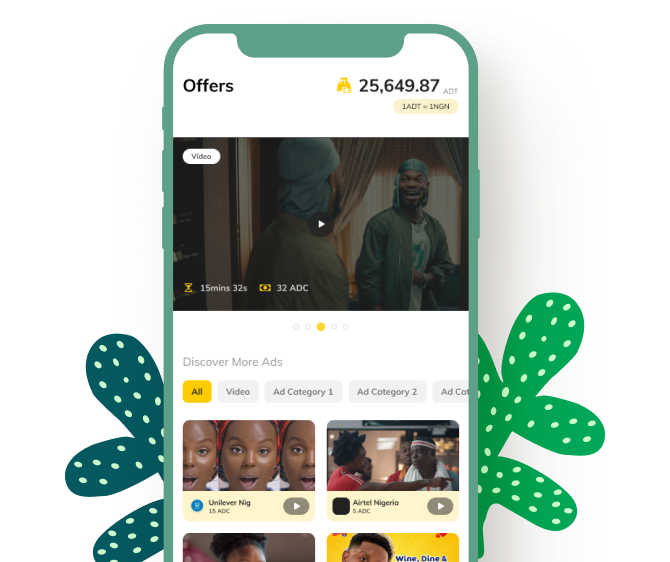 Offers
25,649.87 ADT
1ADT = 1NGN
Video
15mins 32s 32 ADC
Discover More Ads
All Video Ad Category 1 Ad Category 2 Ad Cat
Unilever Nig
15 ADC
Airtel Nigeria
5 ADC
Wine, Dine &